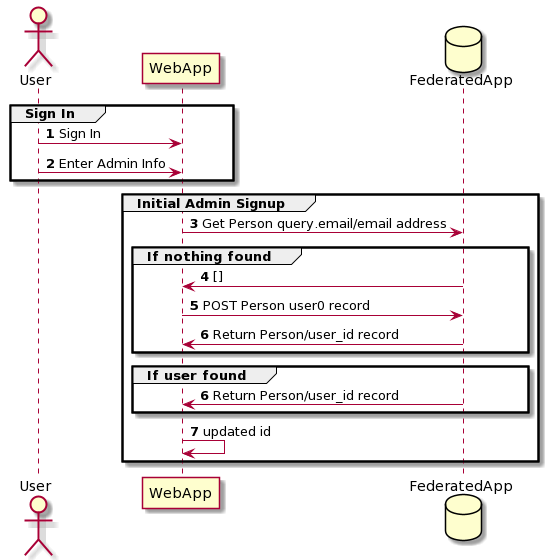 User
WebApp
FederatedApp
Sign In
1 Sign In
2 Enter Admin Info
Initial Admin Signup
3 Get Person query.email/email address
If nothing found
4 []
5 POST Person user0 record
6 Return Person/user_id record
If user found
6 Return Person/user_id record
7 updated id
User
WebApp
FederatedApp